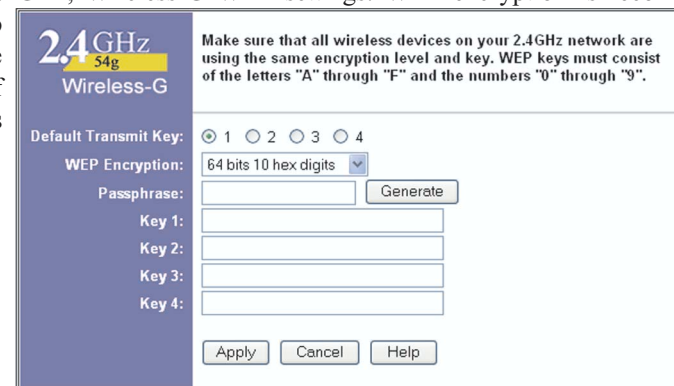 2.4 GHz
54g
Wireless-G
Make sure that all wireless devices on your 2.4GHz network are
using the same encryption level and key. WEP keys must consist
of the letters "A" through "F" and the numbers "0" through "9".
Default Transmit Key: 1 2 3 4
WEP Encryption: 64 bits 10 hex digits
Passphrase: Generate
Key 1:
Key 2:
Key 3:
Key 4:
Apply Cancel Help